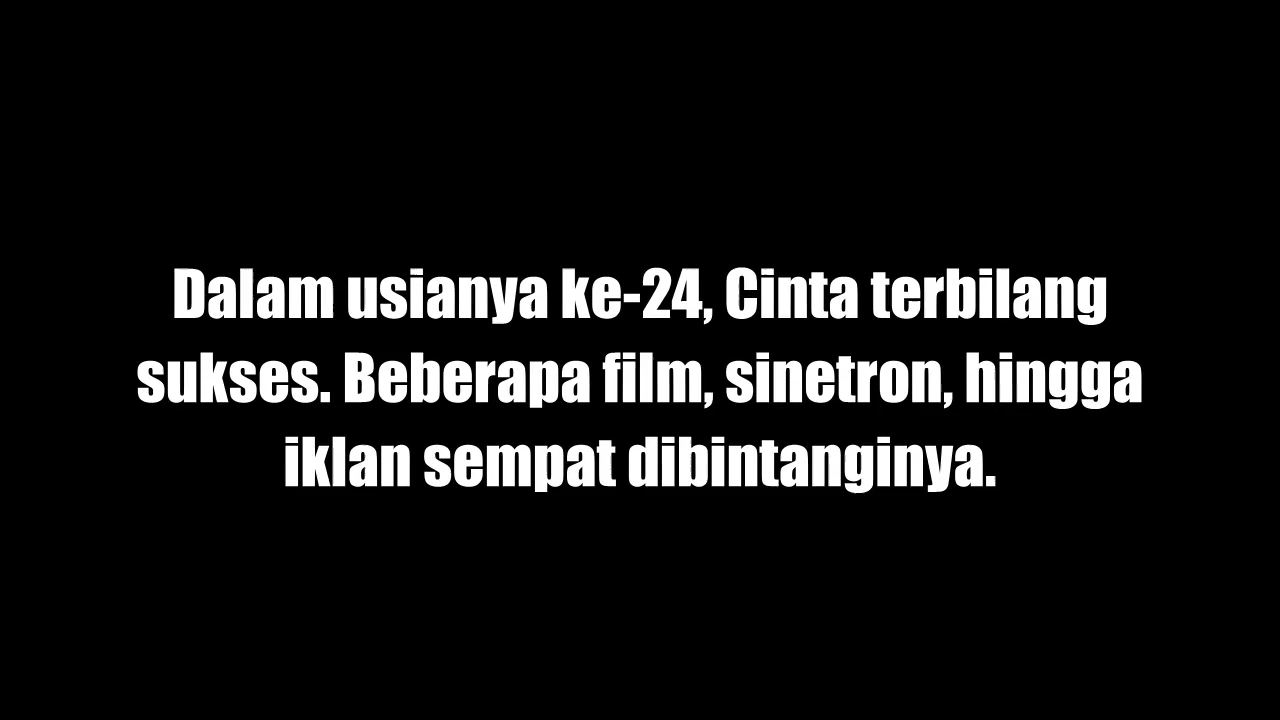 Dalam usianya ke-24, Cinta terbilang
sukses. Beberapa film, sinetron, hingga
iklan sempat dibintanginya.